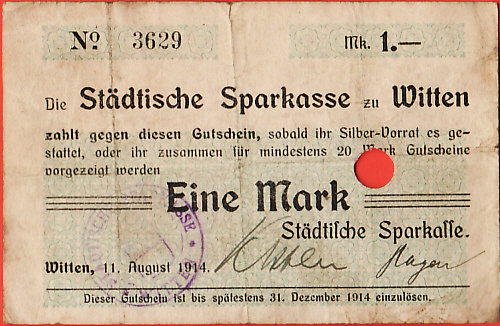 No. 3629 Mk. 1.—
Die Städtische Sparkasse zu Witten
zahlt gegen diesen Gutschein, sobald ihr Silber-Vorrat es ge-
stattet, oder ihr zusammen für mindestens 20 Mark Gutscheine
vorgezeigt werden
Eine Mark
Städtische Sparkasse.
Witten, 11. August 1914.
Dieser Gutschein ist bis spätestens 31. Dezember 1914 einzulösen.